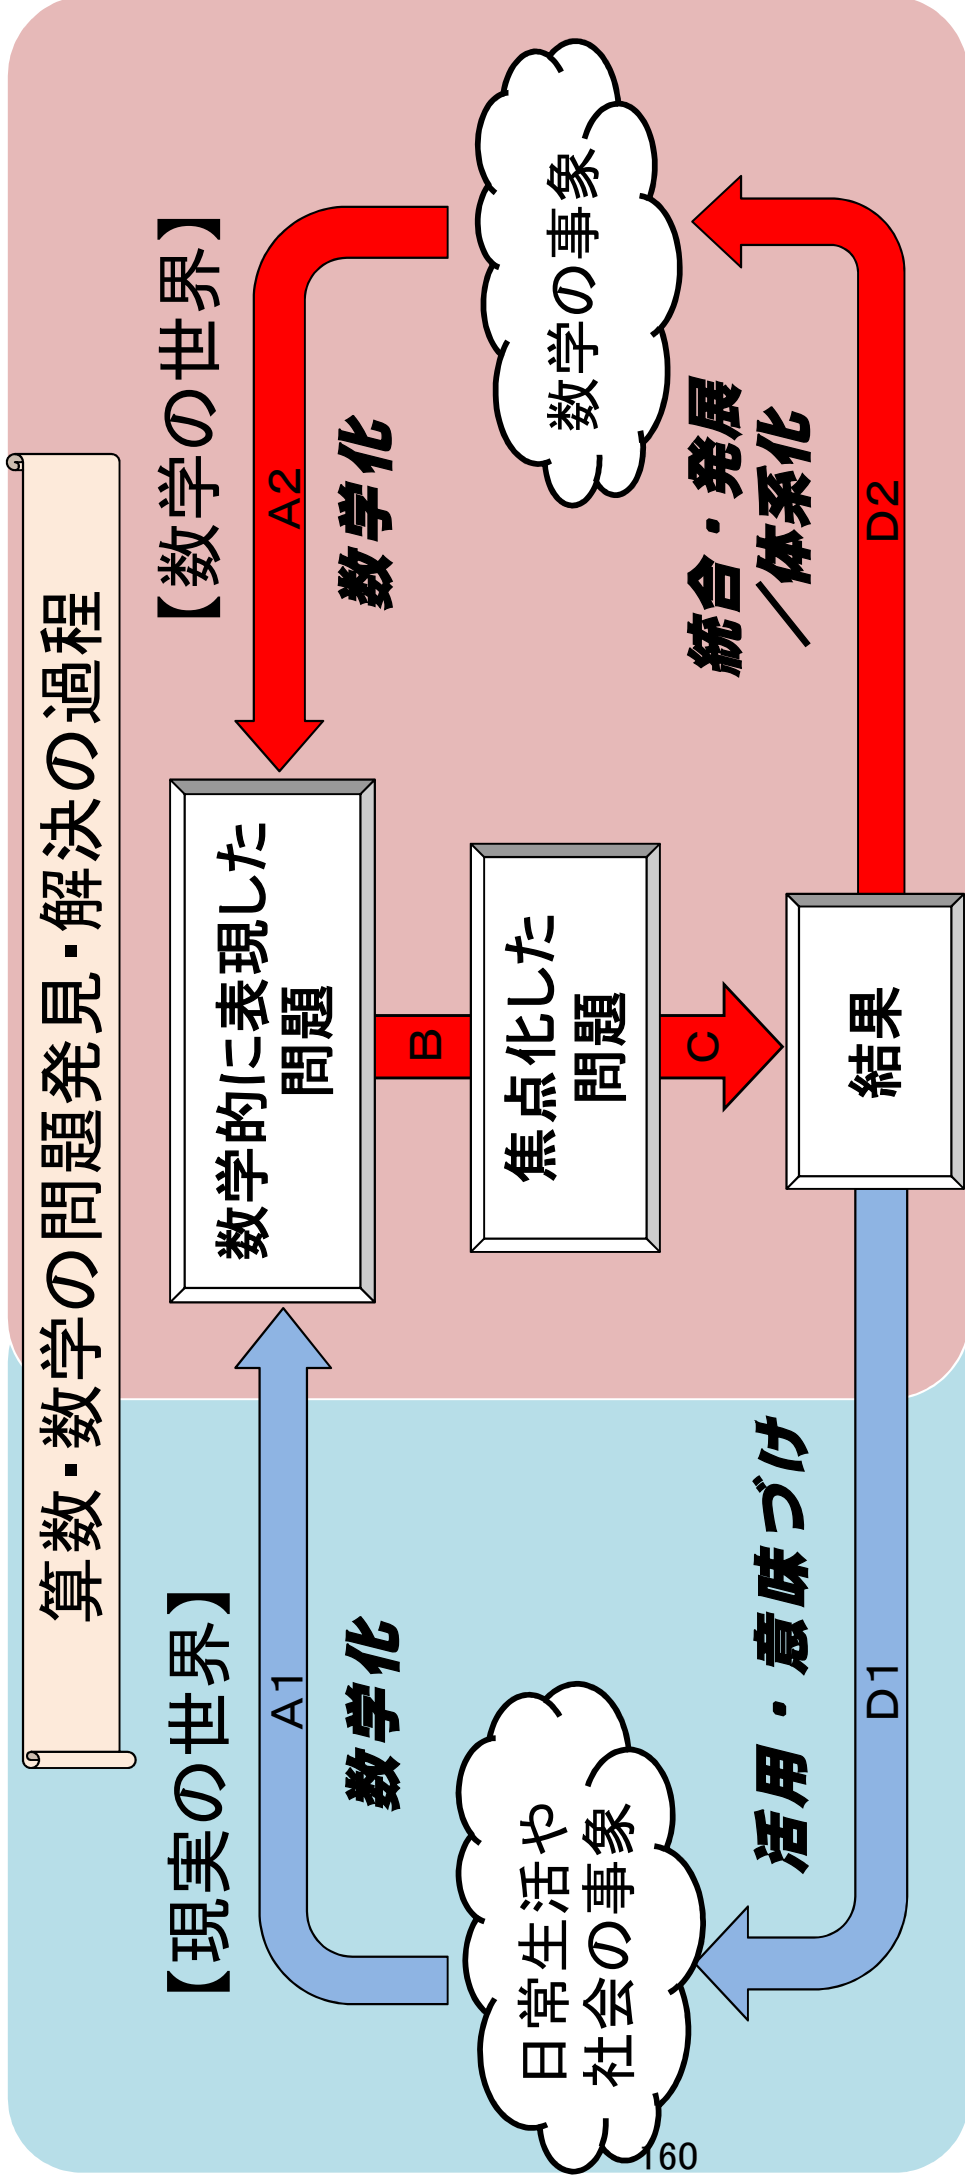 算数・数学の問題発見・解決の過程
【現実の世界】
【数学の世界】
A1
A2
数学化
数学化
数学的に表現した
問題
日常生活や
社会の事象
数学の事象
B
焦点化した
問題
C
活用・意味づけ
統合・発展
／体系化
結果
D1
D2
160